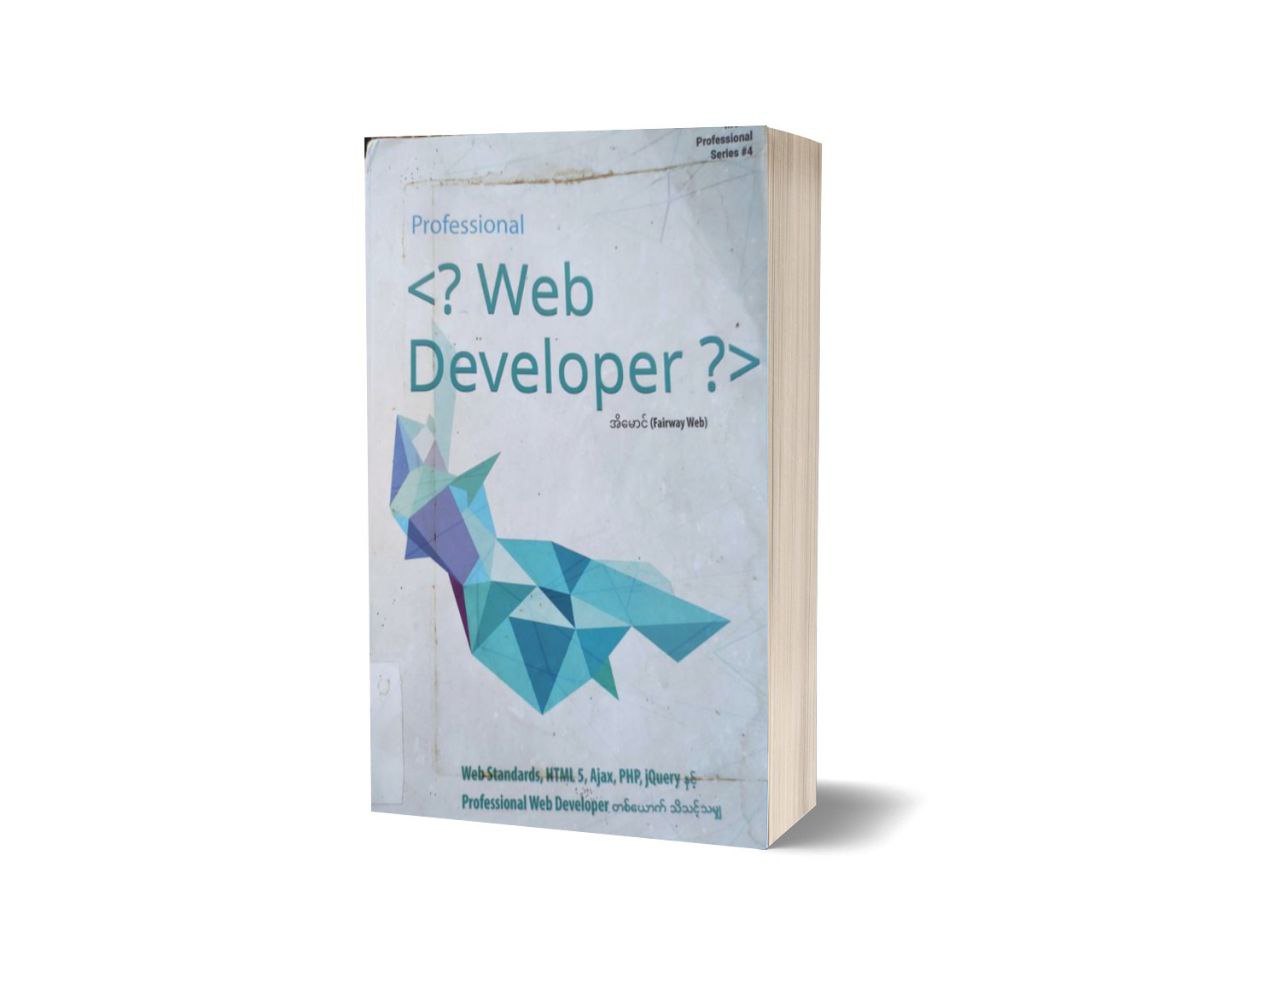 Professional
Series #4
Professional
<? Web
Developer ?>
အိမောင် (Fairway Web)
Web Standards, HTML 5, Ajax, PHP, jQuery နှင့်
Professional Web Developer တစ်ယောက် သိသင့်သမျှ